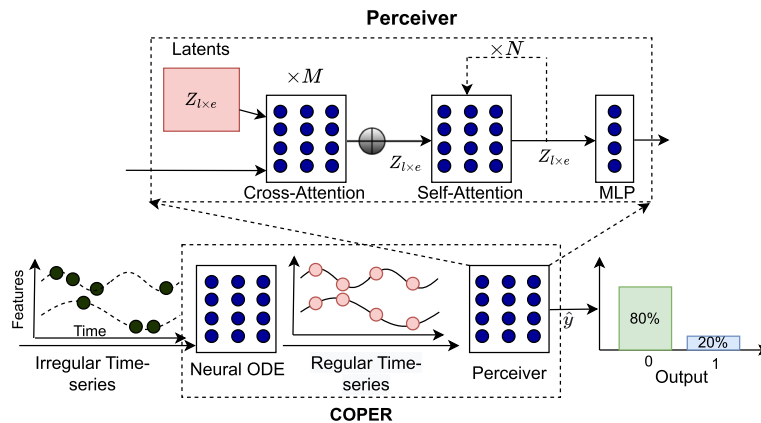 Perceiver
Latents
×M
×N
Z_{l×e}
Z_{l×e}
Z_{l×e}
Cross-Attention
Self-Attention
MLP
Features
Time
Irregular Time-
series
Neural ODE
Regular Time-
series
Perceiver
ŷ
80%
20%
0
1
Output
COPER